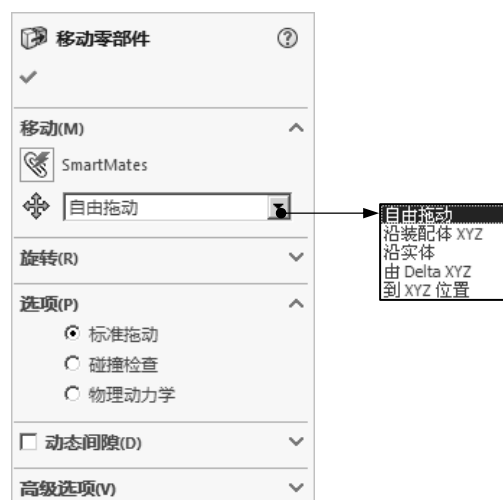 移动零部件
移动(M)
SmartMates
自由拖动
自由拖动
沿装配体 XYZ
沿实体
由 Delta XYZ
到 XYZ 位置
旋转(R)
选项(P)
标准拖动
碰撞检查
物理动力学
动态间隙(D)
高级选项(V)